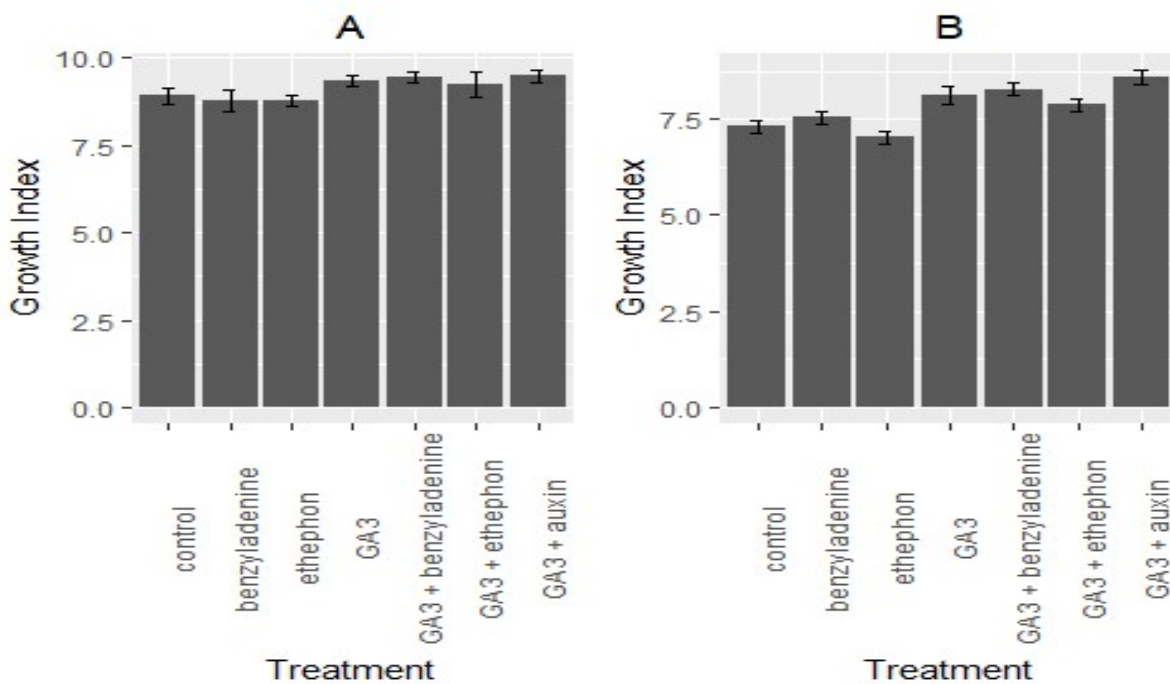 A
Growth Index
10.0
7.5
5.0
2.5
0.0
control
benzyladenine
ethephon
GA3
GA3 + benzyladenine
GA3 + ethephon
GA3 + auxin
Treatment
B
Growth Index
7.5
5.0
2.5
0.0
control
benzyladenine
ethephon
GA3
GA3 + benzyladenine
GA3 + ethephon
GA3 + auxin
Treatment